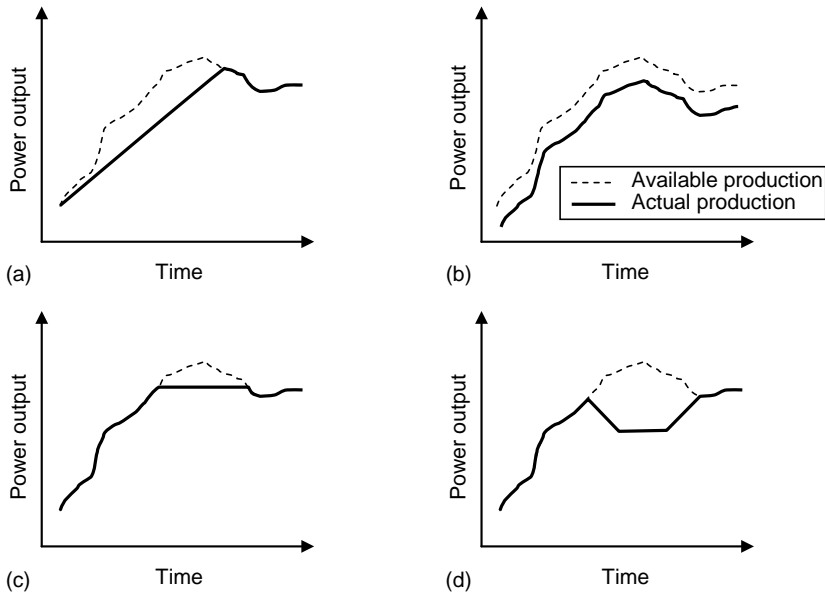 Power output
Time
(a)
Power output
Available production
Actual production
Time
(b)
Power output
Time
(c)
Power output
Time
(d)